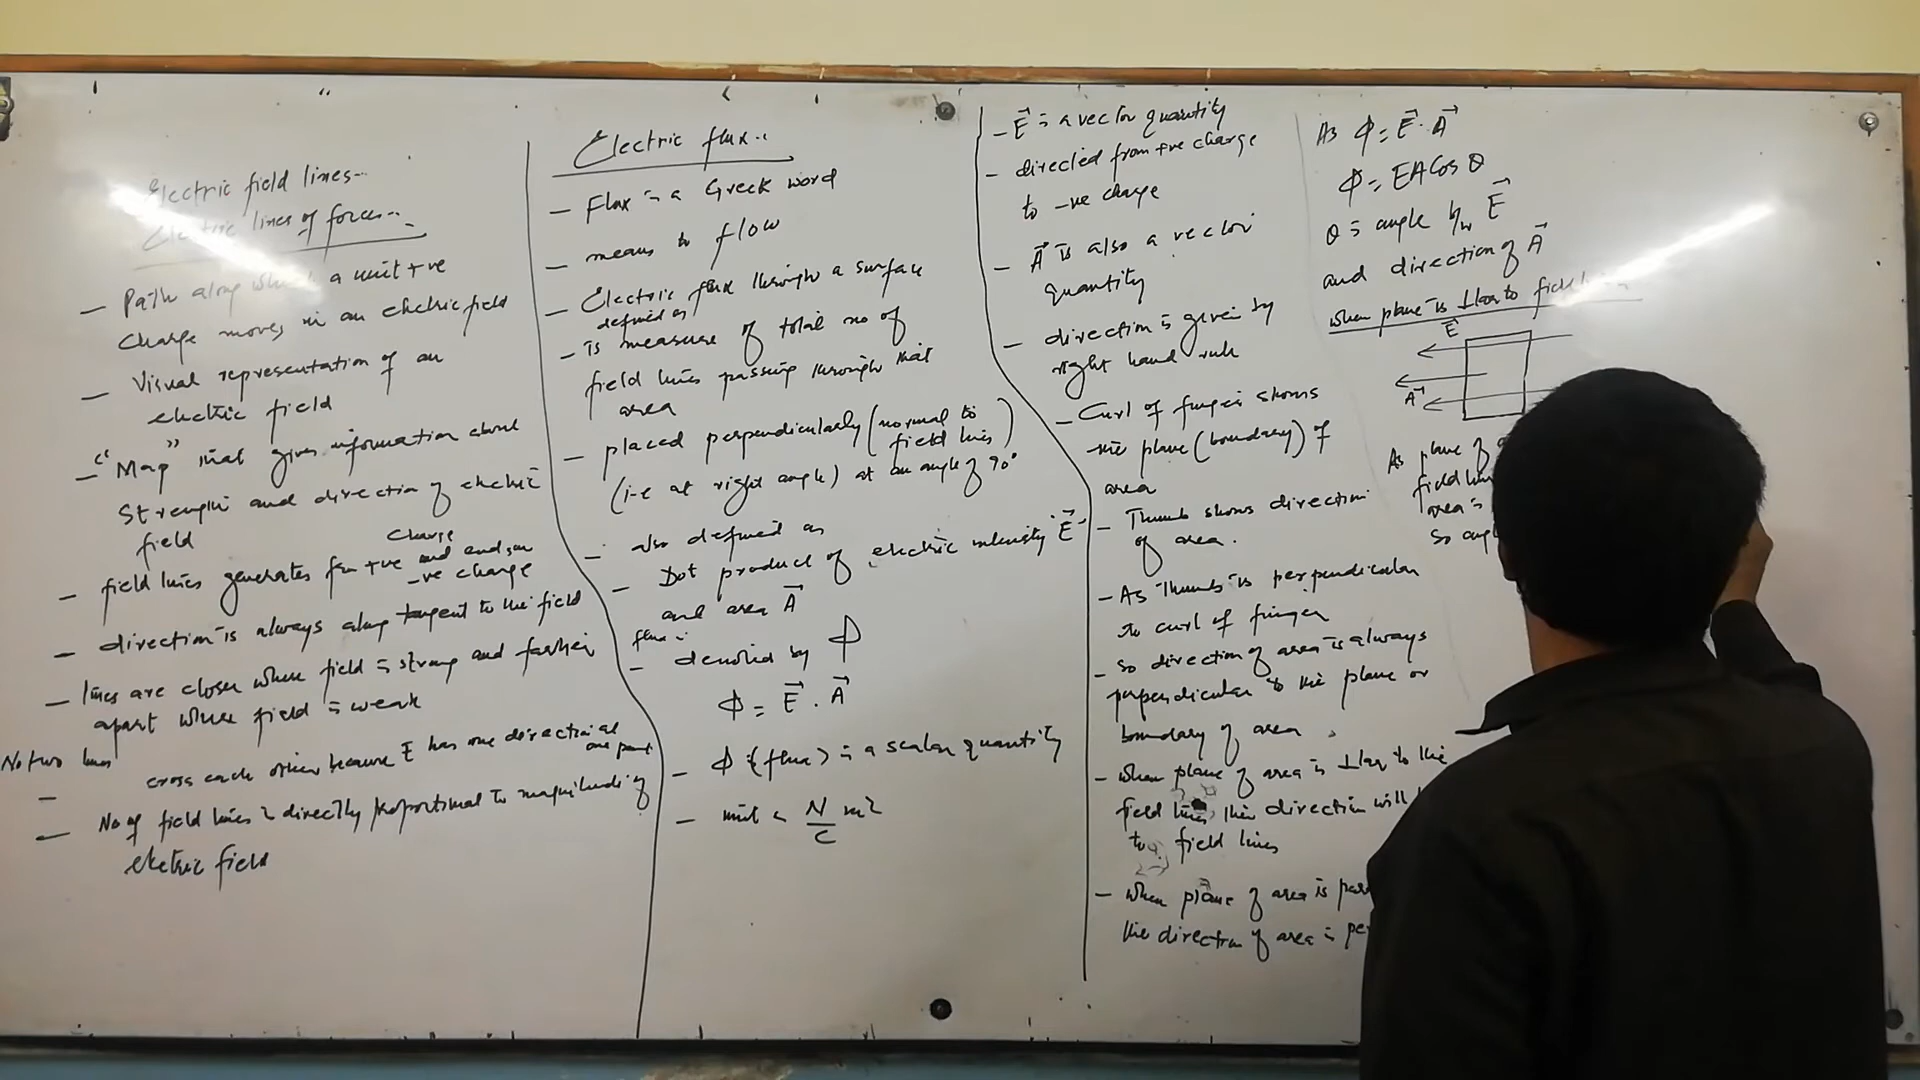 Electric field lines--
Electric lines of forces--
- Path along which a unit +ve
charge moves in an electric field
- Visual representation of an
electric field
- "Map" that gives information about
strength and direction of electric
field
charge
- field lines generates from +ve and end on
-ve charge
- direction is always along tangent to the field
- lines are closer where field is strong and farther
apart where field is weak
No two lines
- cross each other because E has one direction at
one point
- No of field lines is directly proportional to magnitude of
electric field
Electric flux..
- Flux is a Greek word
- means to flow
- Electric flux through a surface
defined as
- is measure of total no of
field lines passing through that
area
- placed perpendicularly (normal to
field lines)
(i-e at right angle) at an angle of 90°
- also defined as
- Dot product of electric intensity "E"
and area A
flux is
- denoted by Φ
Φ = E . A
- Φ (flux) is a scalar quantity
- unit N/C m²
- E is a vector quantity
- directed from +ve charge
to -ve charge
- A is also a vector
quantity
- direction is given by
right hand rule
- Curl of finger shows
the plane (boundary) of
area
- Thumb shows direction
of area.
- As "Thumb" is perpendicular
to curl of finger
- so direction of area is always
perpendicular to the plane or
boundary of area
- When plane of area is ⊥lar to the
field lines, the direction will
to field lines
- When plane of area is
the direction of area is
As Φ = E . A
Φ = EA Cos θ
θ = angle b/w E
and direction of A
when plane is ⊥lar to field
E
A
As plane of
field
area is
so